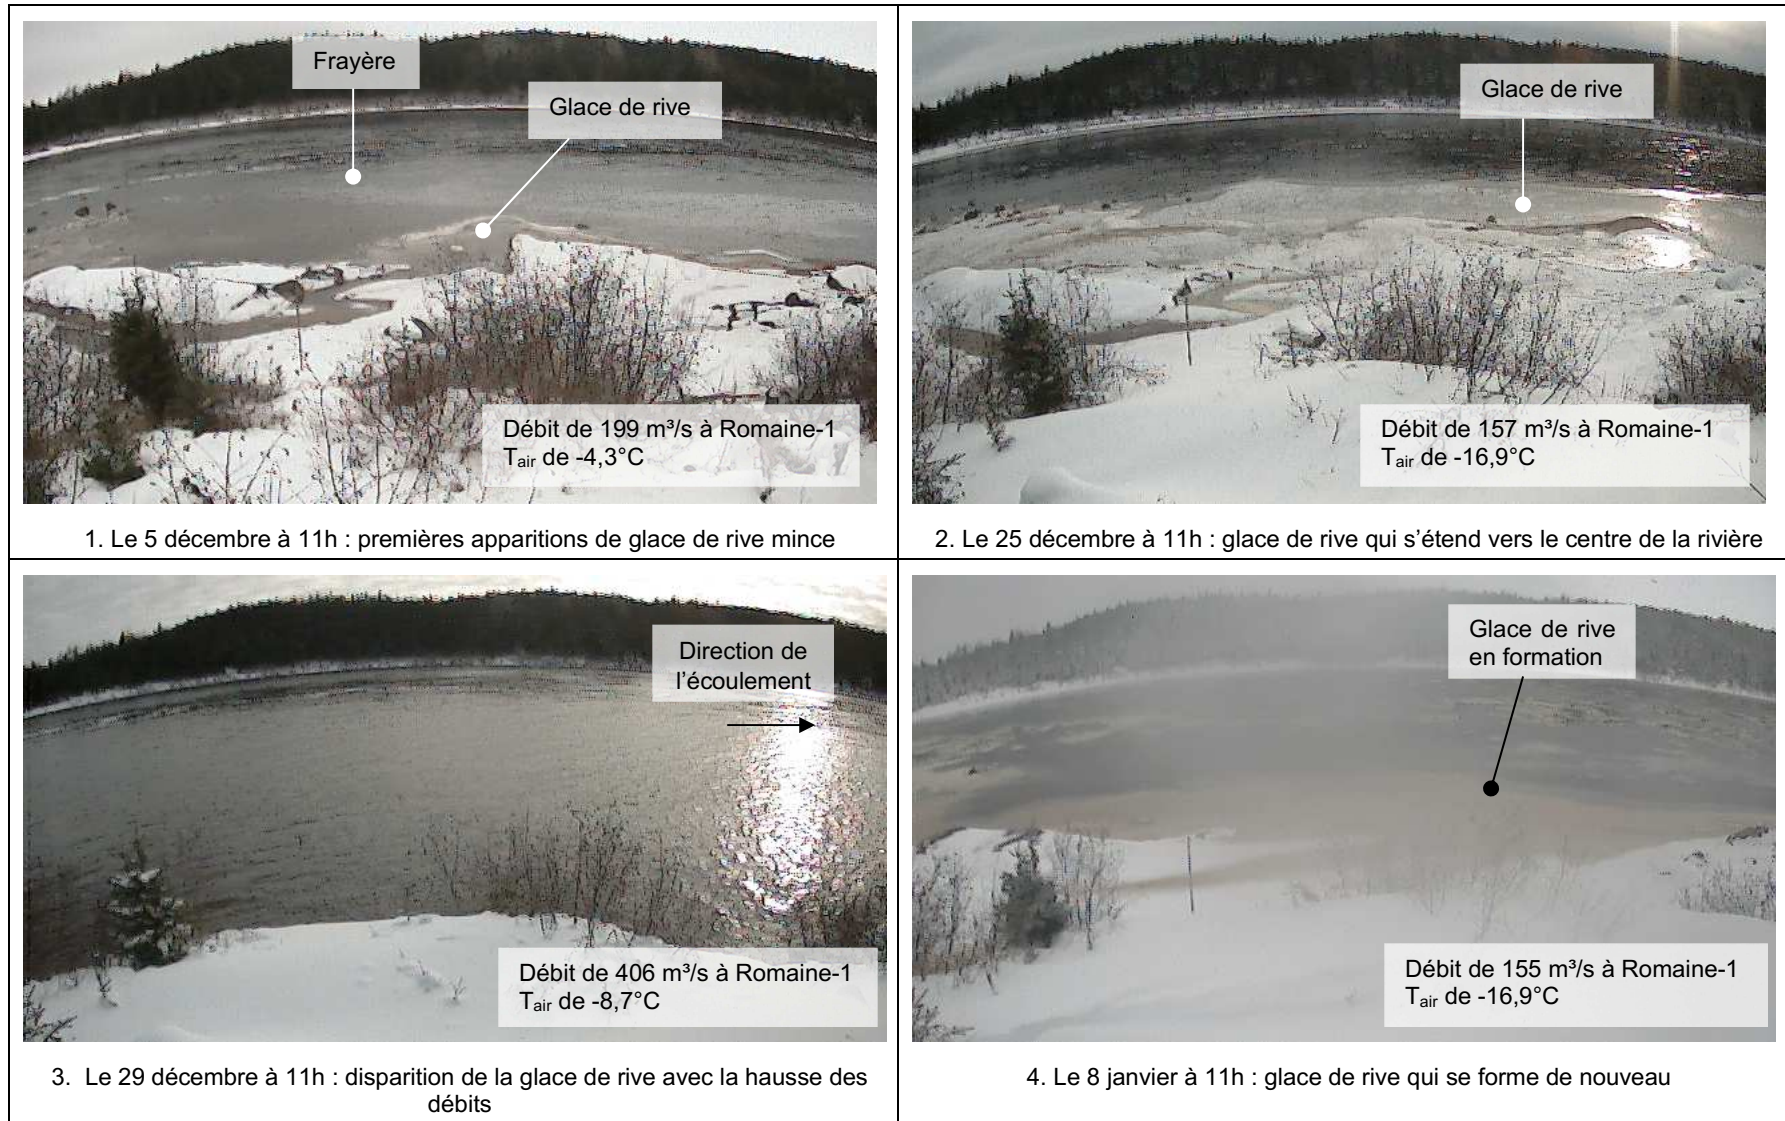 Frayère
Glace de rive
Débit de 199 m³/s à Romaine-1
Tair de -4,3°C
1. Le 5 décembre à 11h : premières apparitions de glace de rive mince
Glace de rive
Débit de 157 m³/s à Romaine-1
Tair de -16,9°C
2. Le 25 décembre à 11h : glace de rive qui s’étend vers le centre de la rivière
Direction de
l’écoulement
Débit de 406 m³/s à Romaine-1
Tair de -8,7°C
3. Le 29 décembre à 11h : disparition de la glace de rive avec la hausse des
débits
Glace de rive
en formation
Débit de 155 m³/s à Romaine-1
Tair de -16,9°C
4. Le 8 janvier à 11h : glace de rive qui se forme de nouveau